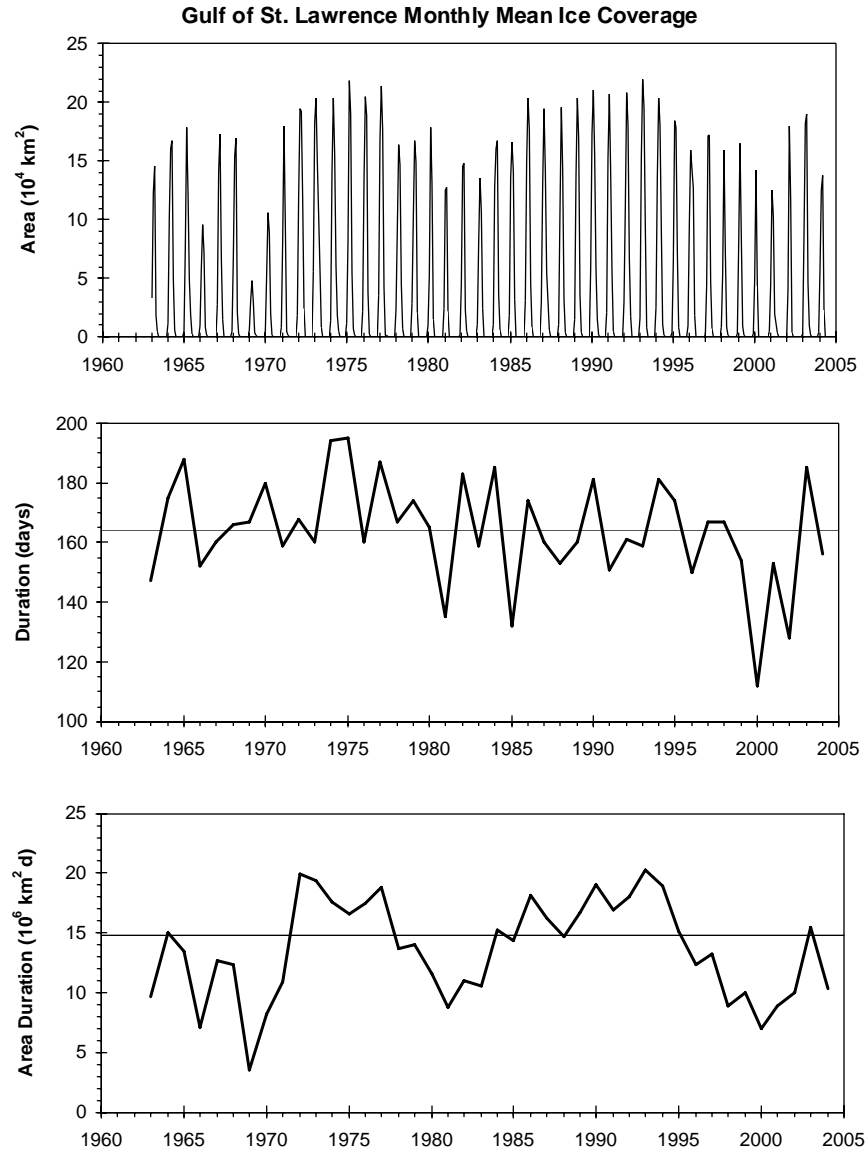 Gulf of St. Lawrence Monthly Mean Ice Coverage
Area (10⁴ km²)
25
20
15
10
5
0
1960 1965 1970 1975 1980 1985 1990 1995 2000 2005
Duration (days)
200
180
160
140
120
100
1960 1965 1970 1975 1980 1985 1990 1995 2000 2005
Area Duration (10⁶ km² d)
25
20
15
10
5
0
1960 1965 1970 1975 1980 1985 1990 1995 2000 2005